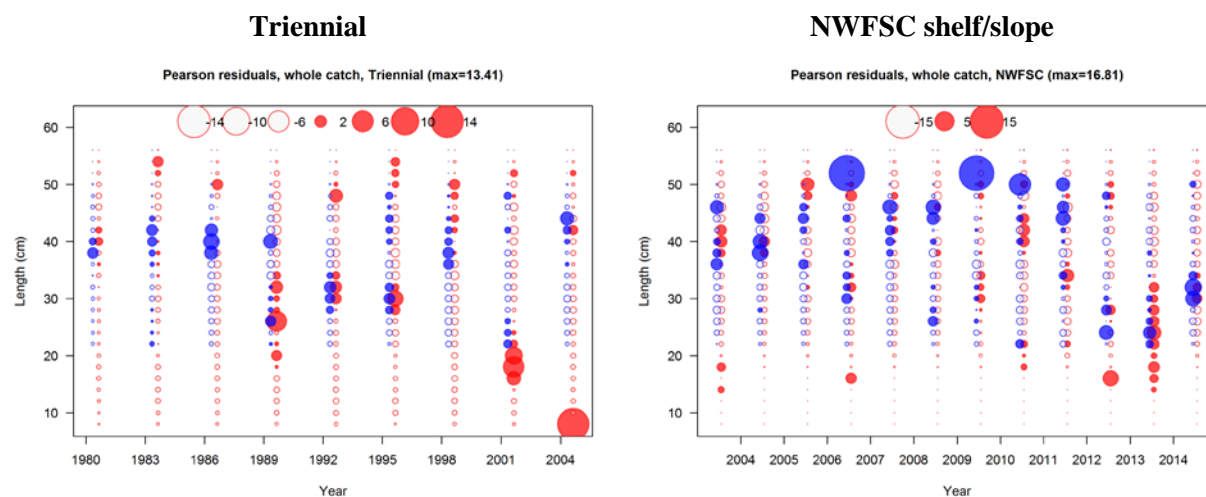 Triennial
Pearson residuals, whole catch, Triennial (max=13.41)
-14 -10 -6 2 6 10 14
60
50
40
30
20
10
Length (cm)
1980 1983 1986 1989 1992 1995 1998 2001 2004
Year
NWFSC shelf/slope
Pearson residuals, whole catch, NWFSC (max=16.81)
-15 5 15
60
50
40
30
20
10
Length (cm)
2004 2005 2006 2007 2008 2009 2010 2011 2012 2013 2014
Year